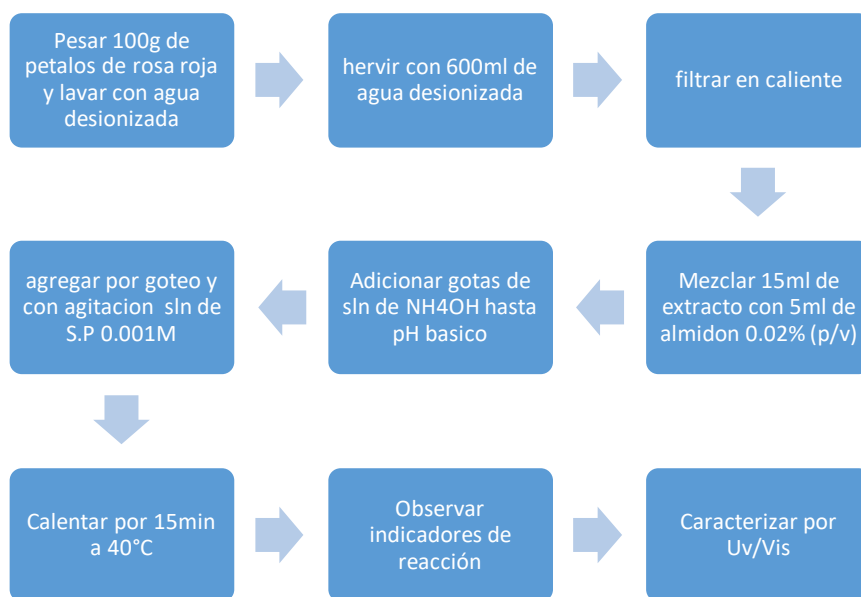 Pesar 100g de
petalos de rosa roja
y lavar con agua
desionizada
hervir con 600ml de
agua desionizada
filtrar en caliente
Mezclar 15ml de
extracto con 5ml de
almidon 0.02% (p/v)
Adicionar gotas de
sln de NH4OH hasta
pH basico
agregar por goteo y
con agitacion sln de
S.P 0.001M
Calentar por 15min
a 40°C
Observar
indicadores de
reacción
Caracterizar por
Uv/Vis